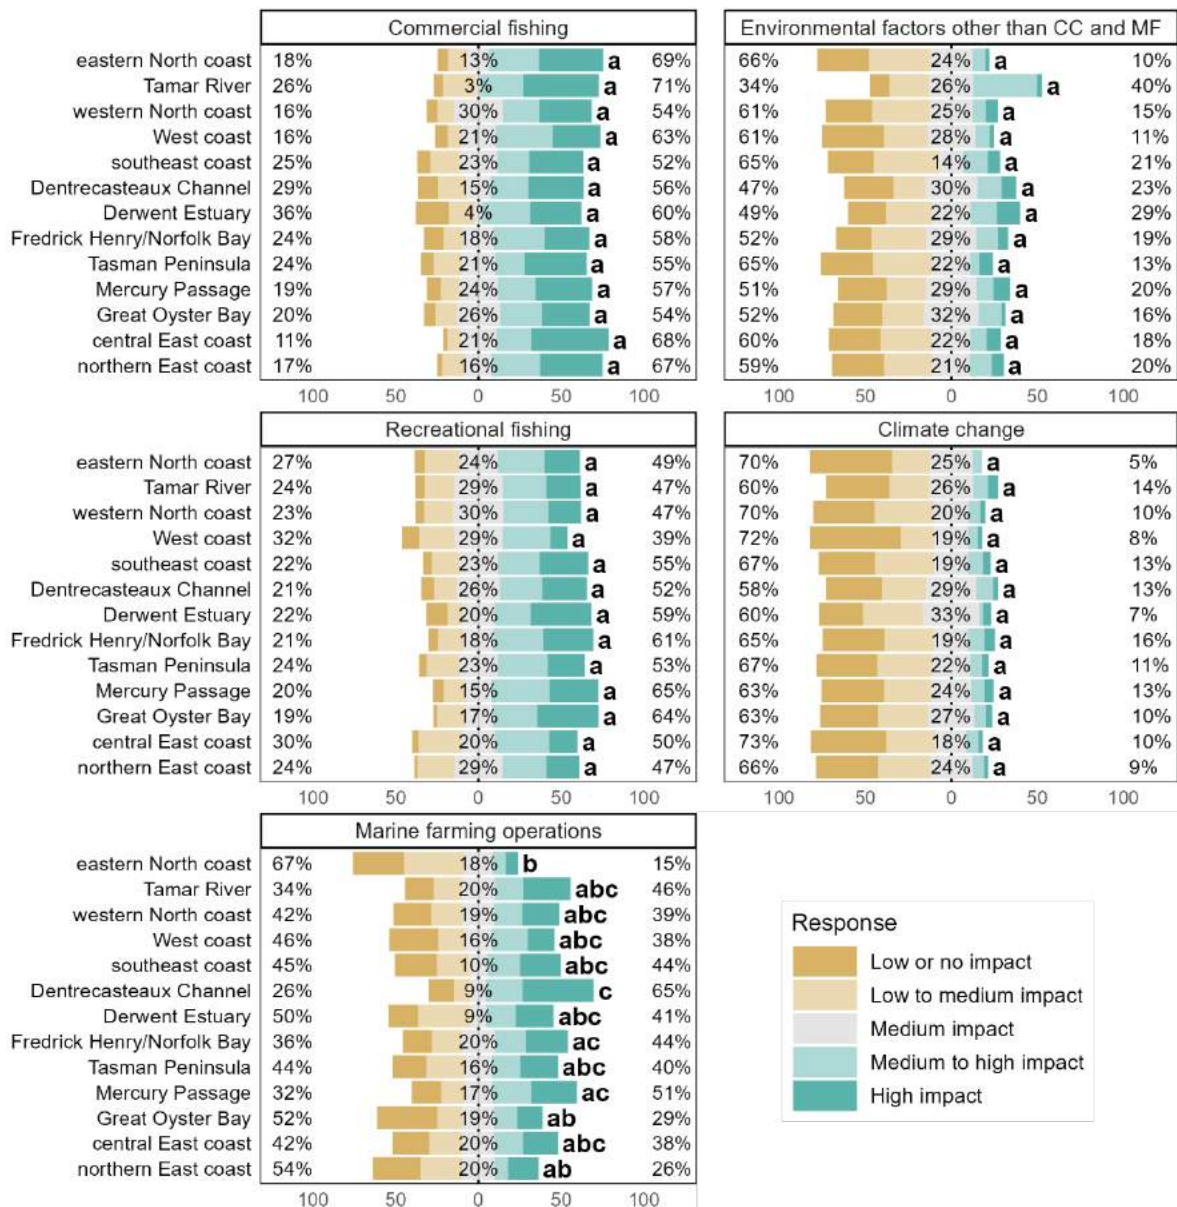 Commercial fishing
eastern North coast 18% 13% a 69%
Tamar River 26% 3% a 71%
western North coast 16% 30% a 54%
West coast 16% 21% a 63%
southeast coast 25% 23% a 52%
Dentrecasteaux Channel 29% 15% a 56%
Derwent Estuary 36% 4% a 60%
Fredrick Henry/Norfolk Bay 24% 18% a 58%
Tasman Peninsula 24% 21% a 55%
Mercury Passage 19% 24% a 57%
Great Oyster Bay 20% 26% a 54%
central East coast 11% 21% a 68%
northern East coast 17% 16% a 67%
100 50 0 50 100
Environmental factors other than CC and MF
66% 24% a 10%
34% 26% a 40%
61% 25% a 15%
61% 28% a 11%
65% 14% a 21%
47% 30% a 23%
49% 22% a 29%
52% 29% a 19%
65% 22% a 13%
51% 29% a 20%
52% 32% a 16%
60% 22% a 18%
59% 21% a 20%
100 50 0 50 100
Recreational fishing
eastern North coast 27% 24% a 49%
Tamar River 24% 29% a 47%
western North coast 23% 30% a 47%
West coast 32% 29% a 39%
southeast coast 22% 23% a 55%
Dentrecasteaux Channel 21% 26% a 52%
Derwent Estuary 22% 20% a 59%
Fredrick Henry/Norfolk Bay 21% 18% a 61%
Tasman Peninsula 24% 23% a 53%
Mercury Passage 20% 15% a 65%
Great Oyster Bay 19% 17% a 64%
central East coast 30% 20% a 50%
northern East coast 24% 29% a 47%
100 50 0 50 100
Climate change
70% 25% a 5%
60% 26% a 14%
70% 20% a 10%
72% 19% a 8%
67% 19% a 13%
58% 29% a 13%
60% 33% a 7%
65% 19% a 16%
67% 22% a 11%
63% 24% a 13%
63% 27% a 10%
73% 18% a 10%
66% 24% a 9%
100 50 0 50 100
Marine farming operations
eastern North coast 67% 18% b 15%
Tamar River 34% 20% abc 46%
western North coast 42% 19% abc 39%
West coast 46% 16% abc 38%
southeast coast 45% 10% abc 44%
Dentrecasteaux Channel 26% 9% c 65%
Derwent Estuary 50% 9% abc 41%
Fredrick Henry/Norfolk Bay 36% 20% ac 44%
Tasman Peninsula 44% 16% abc 40%
Mercury Passage 32% 17% ac 51%
Great Oyster Bay 52% 19% ab 29%
central East coast 42% 20% abc 38%
northern East coast 54% 20% ab 26%
100 50 0 50 100
Response
Low or no impact
Low to medium impact
Medium impact
Medium to high impact
High impact